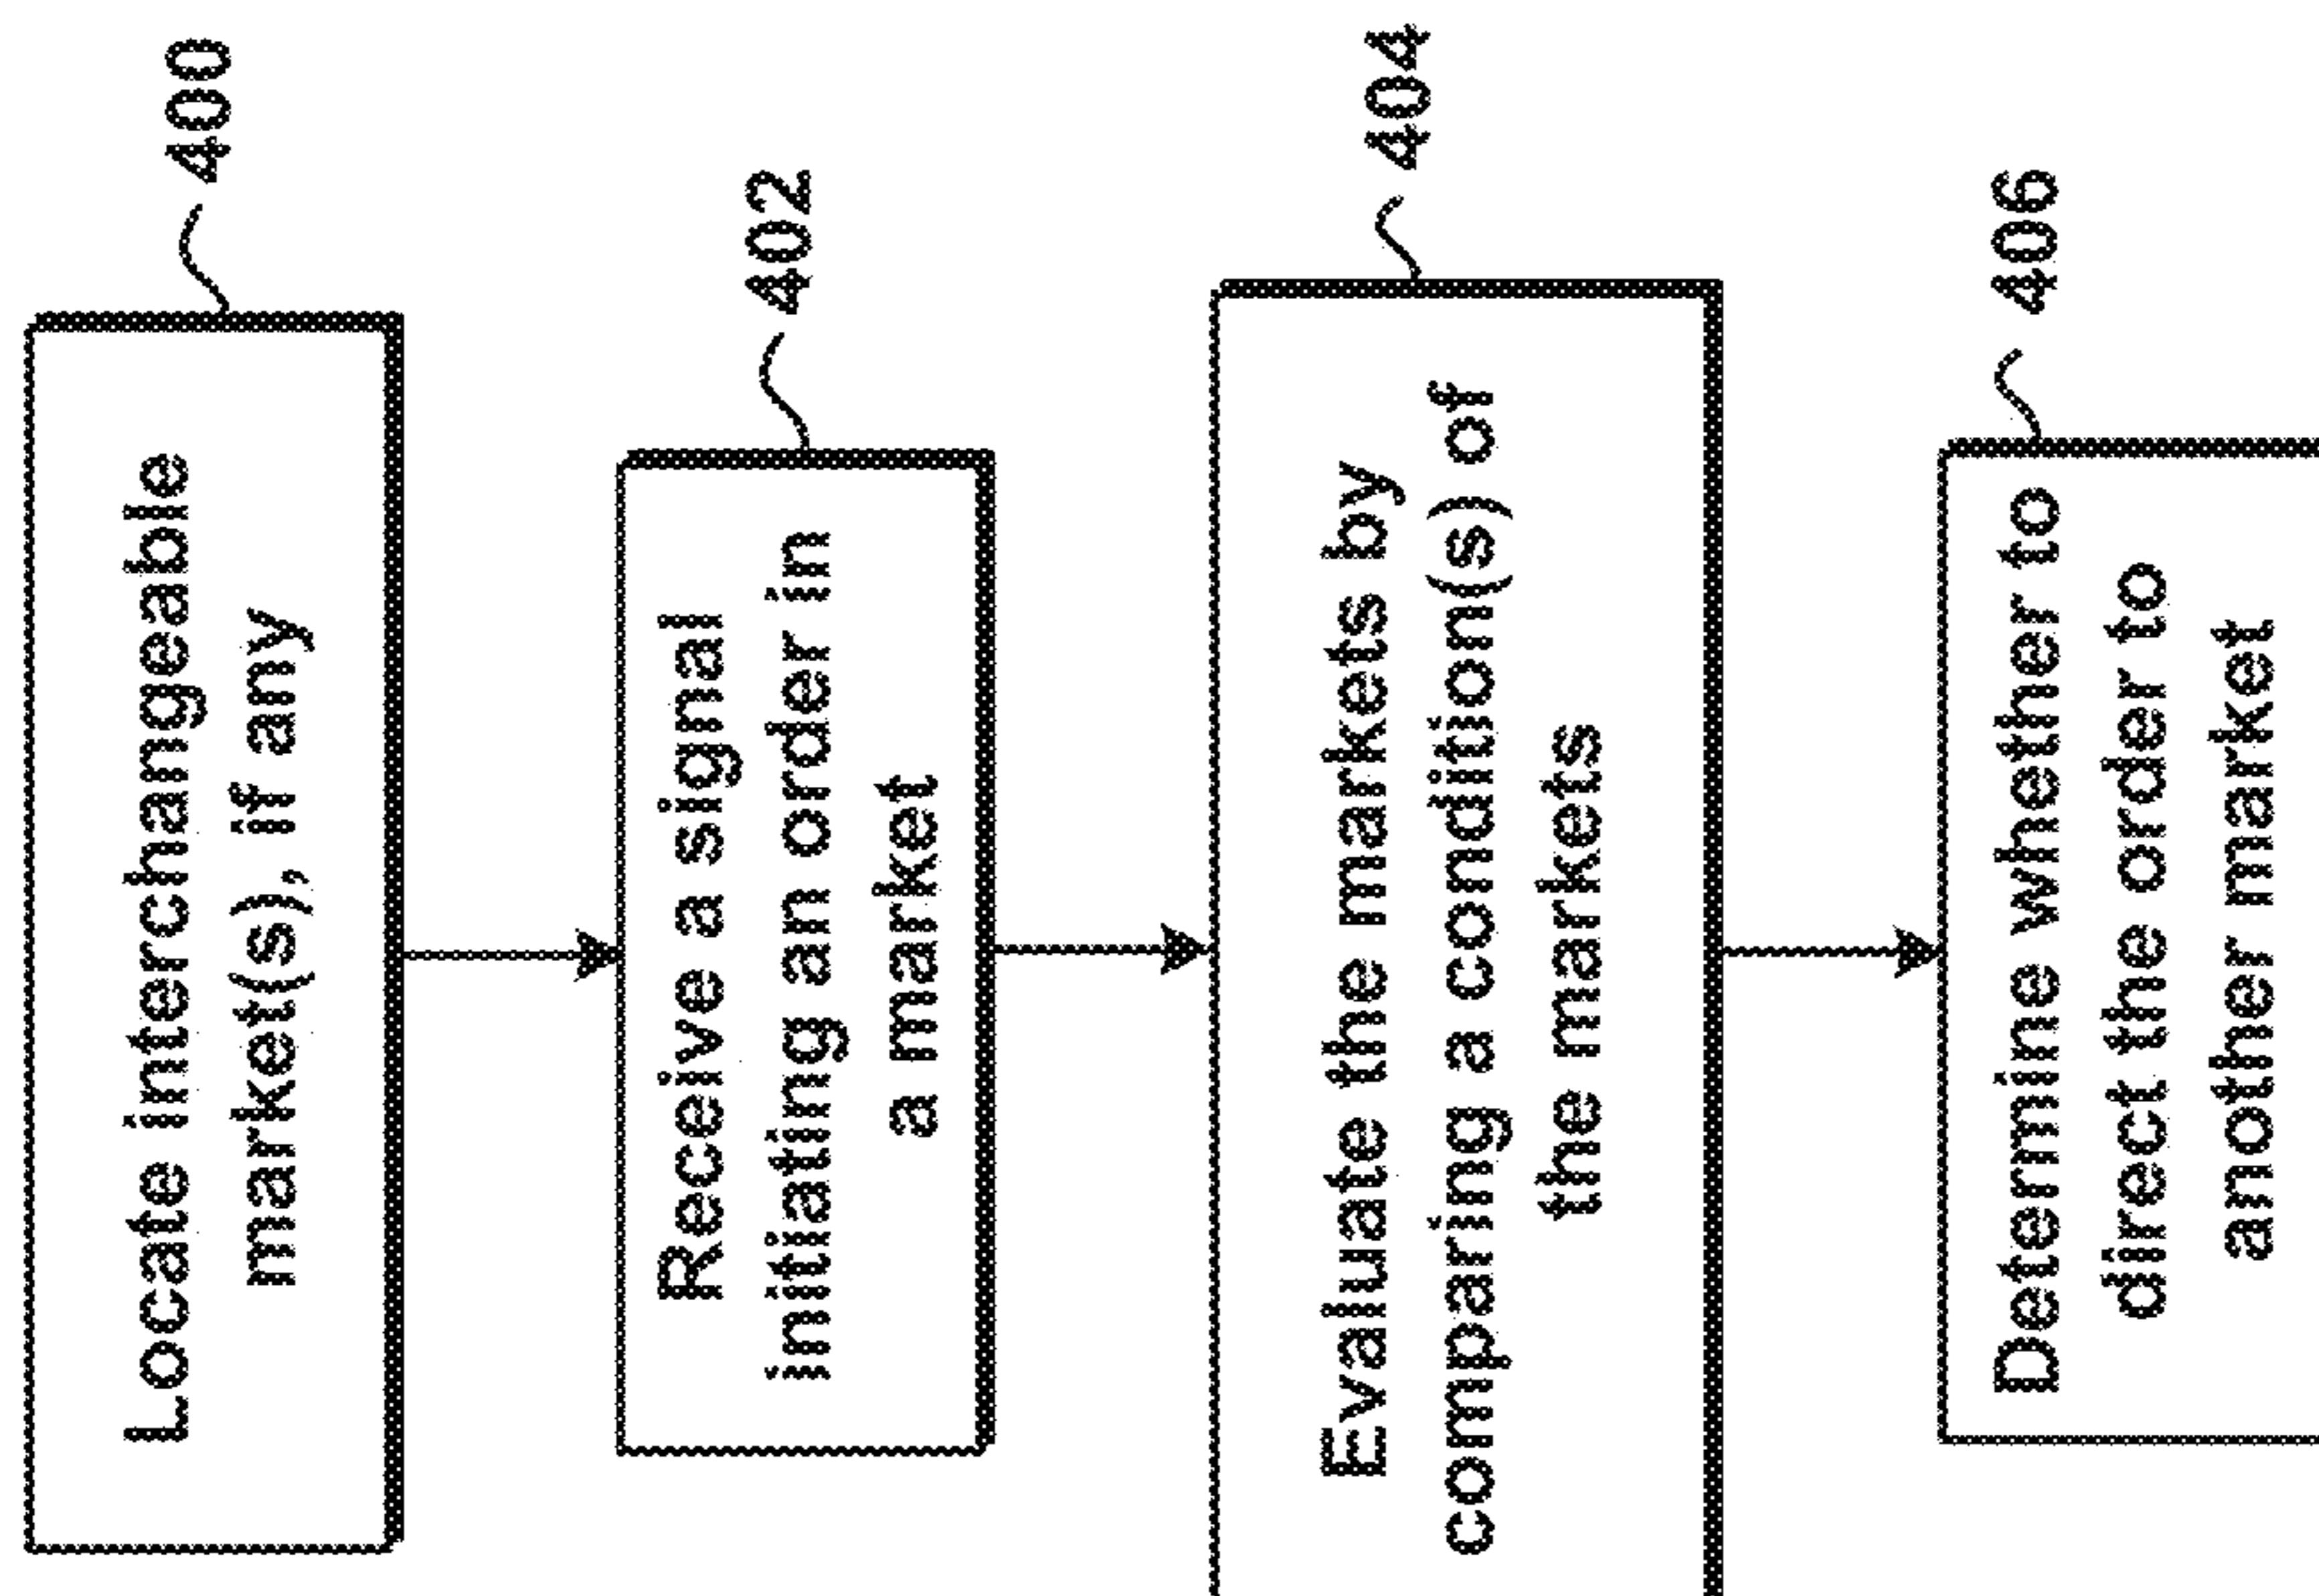 400
Locate interchangeable
market(s), if any
402
Receive a signal
initiating an order in
a market
404
Evaluate the markets by
comparing a condition(s) of
the markets
406
Determine whether to
direct the order to
another market